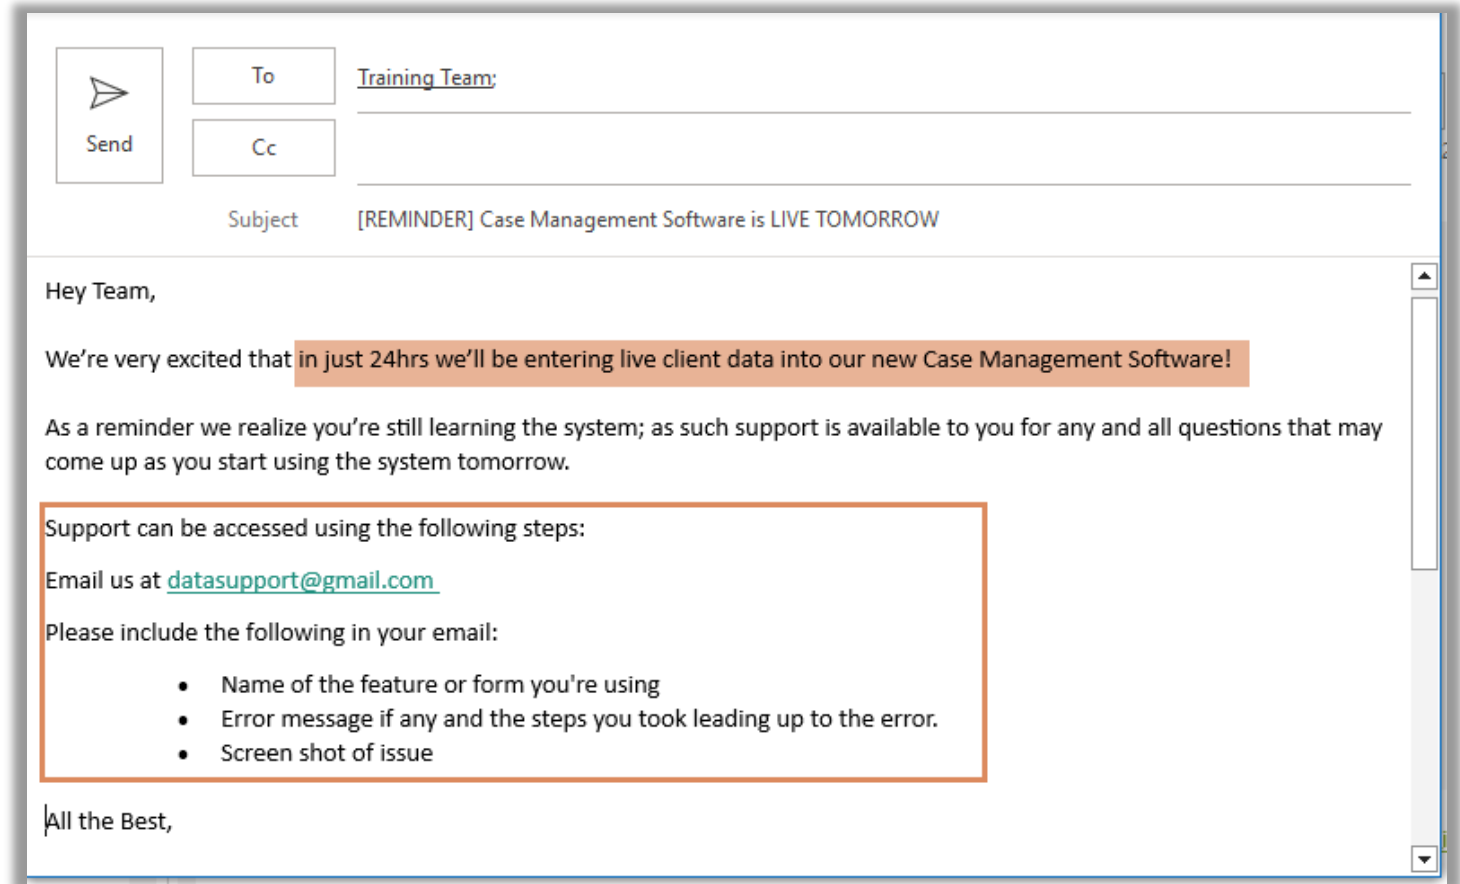 To
Training Team;
Send
Cc
Subject
[REMINDER] Case Management Software is LIVE TOMORROW
Hey Team,
We’re very excited that in just 24hrs we’ll be entering live client data into our new Case Management Software!
As a reminder we realize you’re still learning the system; as such support is available to you for any and all questions that may
come up as you start using the system tomorrow.
Support can be accessed using the following steps:
Email us at datasupport@gmail.com
Please include the following in your email:
• Name of the feature or form you're using
• Error message if any and the steps you took leading up to the error.
• Screen shot of issue
All the Best,